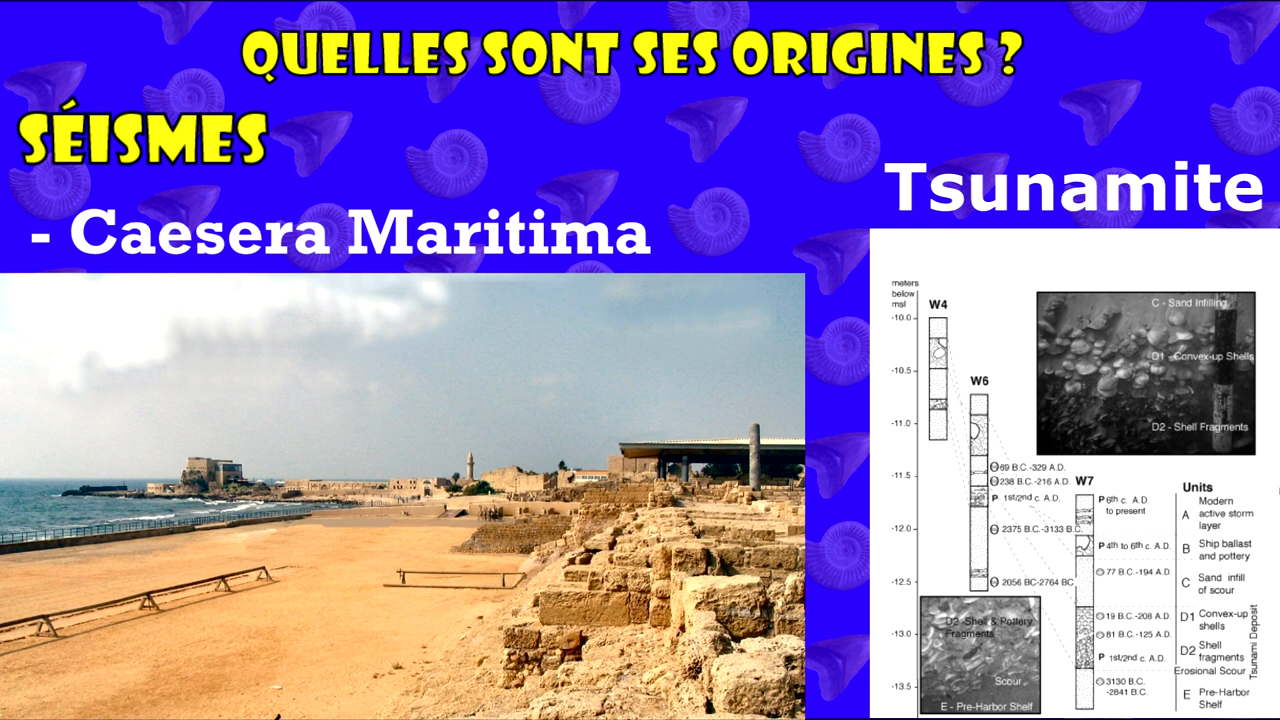 QUELLES SONT SES ORIGINES ?
SÉISMES
- Caesera Maritima
Tsunamite
meters
below
msl
W4
-10.0
-10.5
-11.0
-11.5
-12.0
-12.5
-13.0
-13.5
C - Sand Infilling
D1 - Convex-up Shells
D2 - Shell Fragments
W6
69 B.C.-329 A.D.
238 B.C.-216 A.D.
P 1st/2nd c. A.D.
2375 B.C.-3133 B.C.
2056 BC-2764 BC
W7
P 6th c. A.D.
to present
P 4th to 6th c. A.D.
77 B.C.-194 A.D
19 B.C.-208 A.D.
81 B.C.-125 A.D.
P 1st/2nd c. A.D.
3130 B.C.
-2841 B.C.
Units
A Modern
active storm
layer
B Ship ballast
and pottery
C Sand infill
of scour
D1 Convex-up
shells
D2 Shell
fragments
Erosional Scour
E Pre-Harbor
Shelf
Tsunami Deposit
D2 -Shell & Pottery
Fragments
Scour
E - Pre-Harbor Shelf